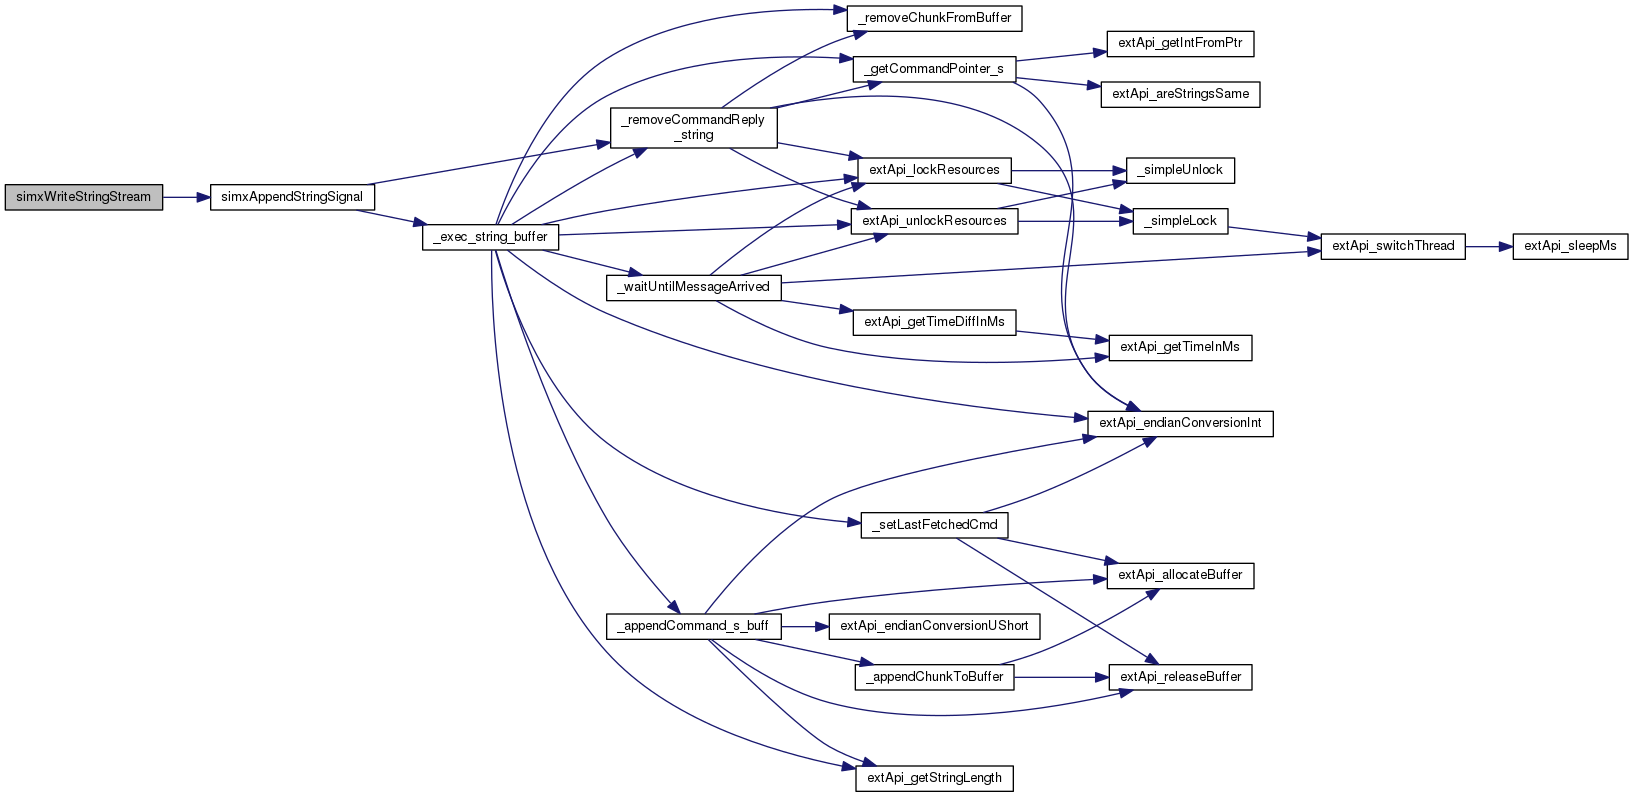 simxWriteStringStream
simxAppendStringSignal
_exec_string_buffer
_removeCommandReply
_string
_waitUntilMessageArrived
_appendCommand_s_buff
_removeChunkFromBuffer
_getCommandPointer_s
extApi_lockResources
extApi_unlockResources
extApi_getTimeDiffInMs
_setLastFetchedCmd
extApi_endianConversionUShort
_appendChunkToBuffer
extApi_getStringLength
extApi_getIntFromPtr
extApi_areStringsSame
_simpleUnlock
_simpleLock
extApi_getTimeInMs
extApi_endianConversionInt
extApi_allocateBuffer
extApi_releaseBuffer
extApi_switchThread
extApi_sleepMs